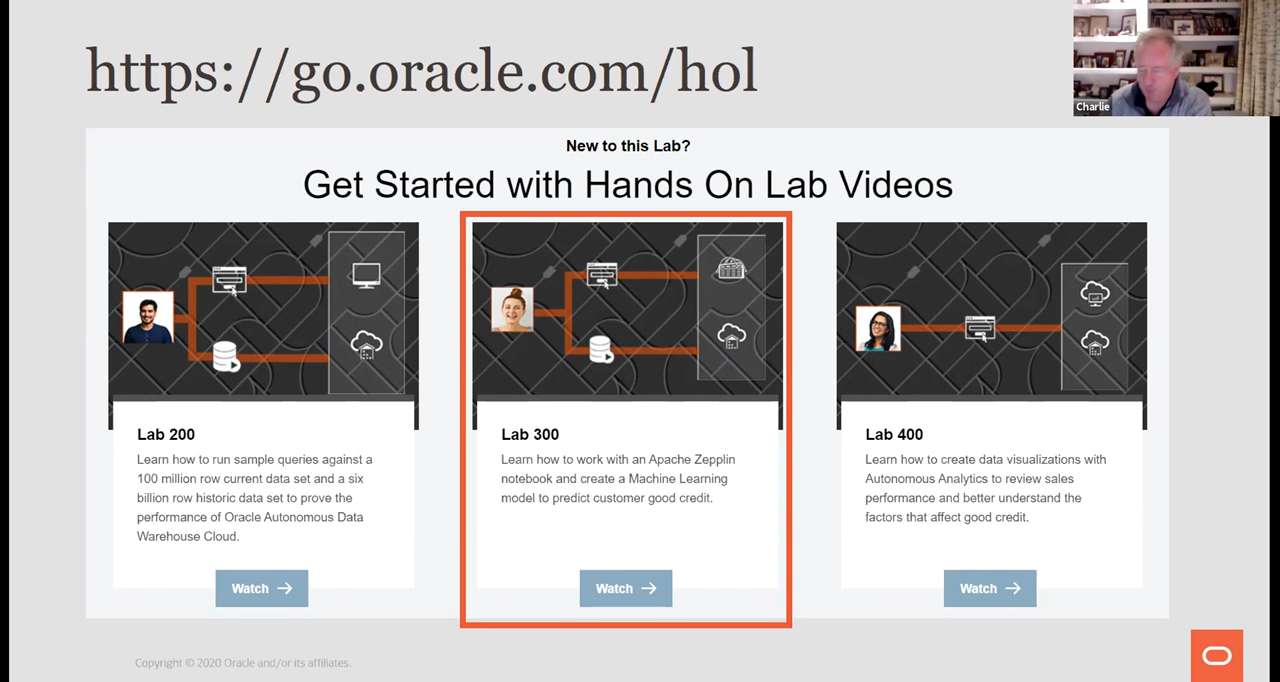 https://go.oracle.com/hol
Charlie
New to this Lab?
Get Started with Hands On Lab Videos
Lab 200
Learn how to run sample queries against a
100 million row current data set and a six
billion row historic data set to prove the
performance of Oracle Autonomous Data
Warehouse Cloud.
Watch
Lab 300
Learn how to work with an Apache Zepplin
notebook and create a Machine Learning
model to predict customer good credit.
Watch
Lab 400
Learn how to create data visualizations with
Autonomous Analytics to review sales
performance and better understand the
factors that affect good credit.
Watch
Copyright © 2020 Oracle and/or its affiliates.